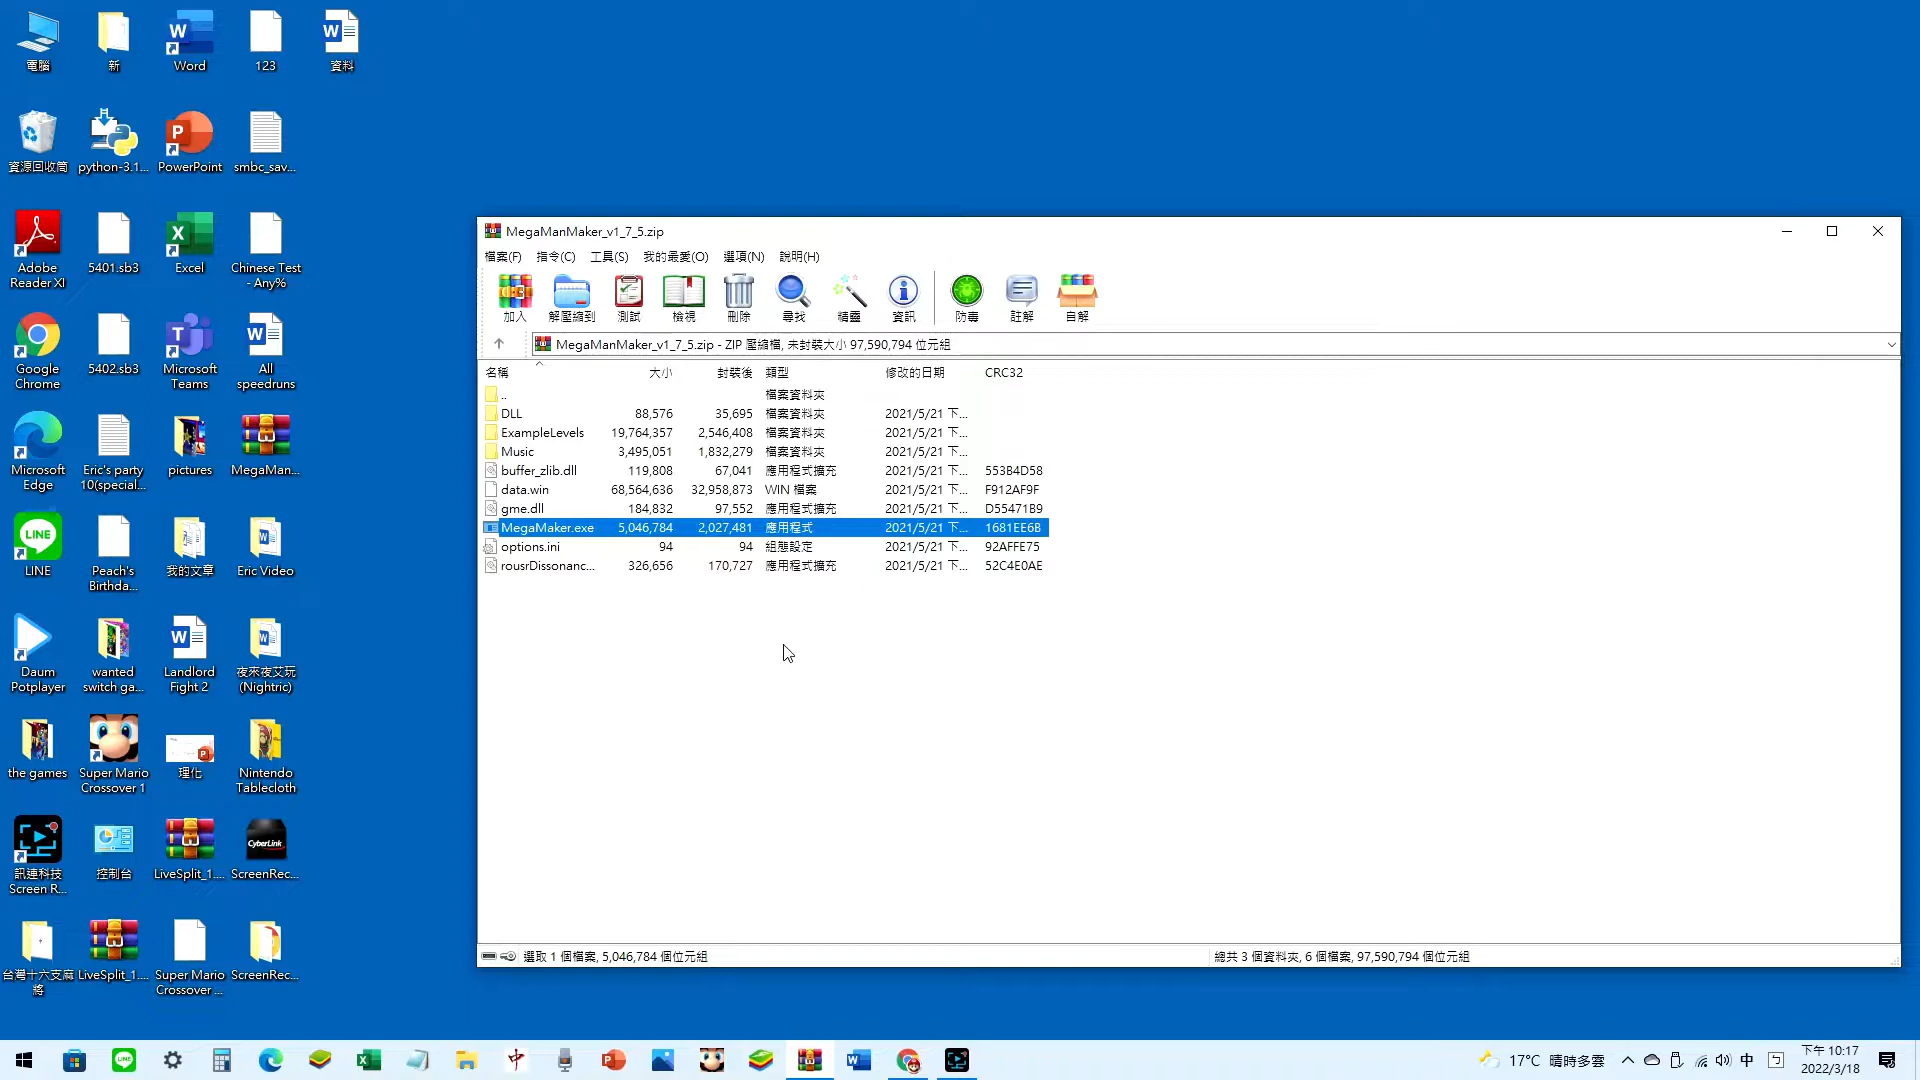 電腦
新
Word
123
資料
資源回收筒
python-3.1...
PowerPoint
smbc_sav...
Adobe
Reader XI
5401.sb3
Excel
Chinese Test
- Any%
Google
Chrome
5402.sb3
Microsoft
Teams
All
speedruns
Microsoft
Edge
Eric's party
10(special...
pictures
MegaMan...
LINE
Peach's
Birthda...
我的文章
Eric Video
Daum
Potplayer
wanted
switch ga...
Landlord
Fight 2
夜來夜艾玩
(Nightric)
the games
Super Mario
Crossover 1
理化
Nintendo
Tablecloth
訊連科技
Screen R...
控制台
LiveSplit_1....
CyberLink
ScreenRec...
台灣十六支麻
將
LiveSplit_1....
Super Mario
Crossover ...
ScreenRec...
MegaManMaker_v1_7_5.zip
檔案(F) 指令(C) 工具(S) 我的最愛(O) 選項(N) 說明(H)
加入 解壓縮到 測試 檢視 刪除 尋找 精靈 資訊 防毒 註解 自解
MegaManMaker_v1_7_5.zip - ZIP 壓縮檔, 未封裝大小 97,590,794 位元組
名稱 大小 封裝後 類型 修改的日期 CRC32
.. 檔案資料夾
DLL 88,576 35,695 檔案資料夾 2021/5/21 下...
ExampleLevels 19,764,357 2,546,408 檔案資料夾 2021/5/21 下...
Music 3,495,051 1,832,279 檔案資料夾 2021/5/21 下...
buffer_zlib.dll 119,808 67,041 應用程式擴充 2021/5/21 下... 553B4D58
data.win 68,564,636 32,958,873 WIN 檔案 2021/5/21 下... F912AF9F
gme.dll 184,832 97,552 應用程式擴充 2021/5/21 下... D55471B9
MegaMaker.exe 5,046,784 2,027,481 應用程式 2021/5/21 下... 1681EE6B
options.ini 94 94 組態設定 2021/5/21 下... 92AFFE75
rousrDissonanc... 326,656 170,727 應用程式擴充 2021/5/21 下... 52C4E0AE
選取 1 個檔案, 5,046,784 個位元組
總共 3 個資料夾, 6 個檔案, 97,590,794 個位元組
17°C 晴時多雲
中
下午 10:17
2022/3/18